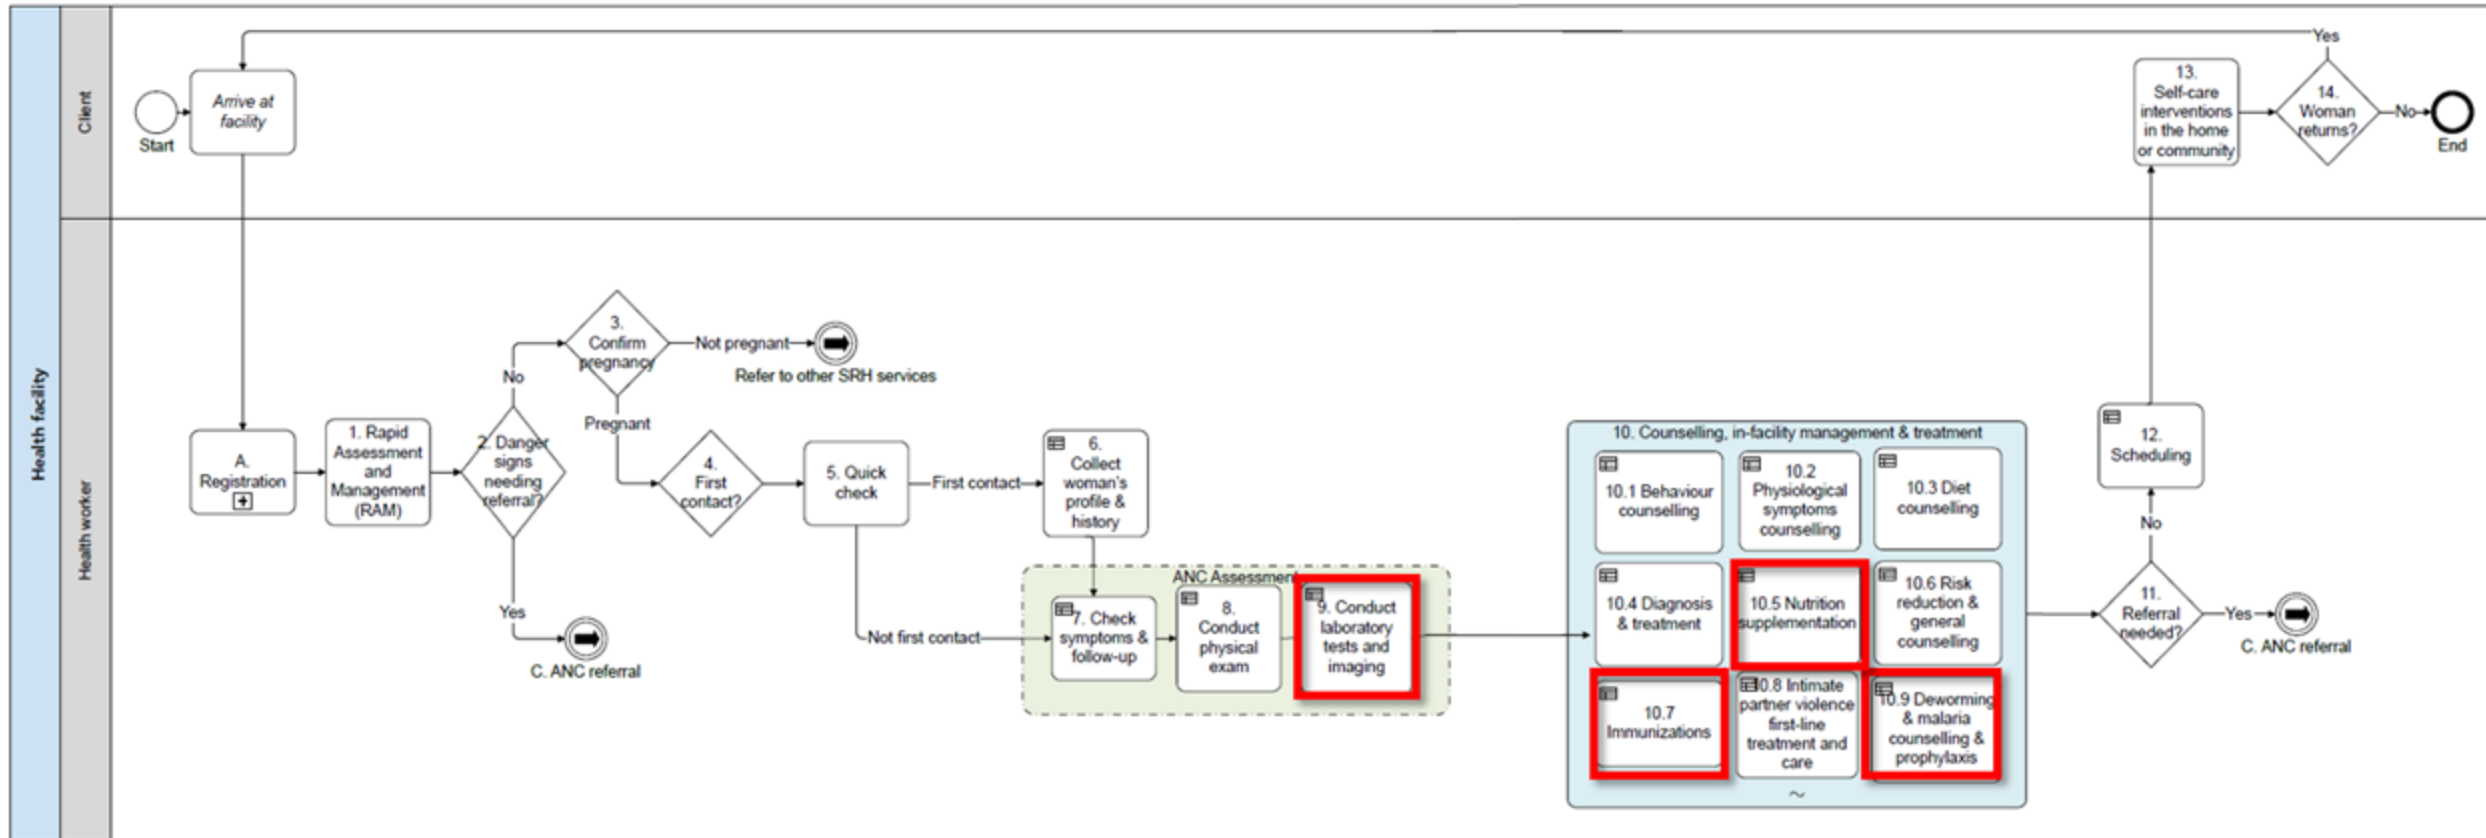 Health facility
Client
Health worker
Start
Arrive at
facility
Yes
13.
Self-care
interventions
in the home
or community
14.
Woman
returns?
No
End
A.
Registration
1. Rapid
Assessment
and
Management
(RAM)
2. Danger
signs
needing
referral?
No
Yes
C. ANC referral
3.
Confirm
pregnancy
Not pregnant
Refer to other SRH services
Pregnant
4.
First
contact?
5. Quick
check
First contact
Not first contact
6.
Collect
woman's
profile &
history
ANC Assessment
7. Check
symptoms &
follow-up
8.
Conduct
physical
exam
9. Conduct
laboratory
tests and
imaging
10. Counselling, in-facility management & treatment
10.1 Behaviour
counselling
10.2
Physiological
symptoms
counselling
10.3 Diet
counselling
10.4 Diagnosis
& treatment
10.5 Nutrition
supplementation
10.6 Risk
reduction &
general
counselling
10.7
Immunizations
10.8 Intimate
partner violence
first-line
treatment and
care
10.9 Deworming
& malaria
counselling &
prophylaxis
~
11.
Referral
needed?
Yes
C. ANC referral
No
12.
Scheduling